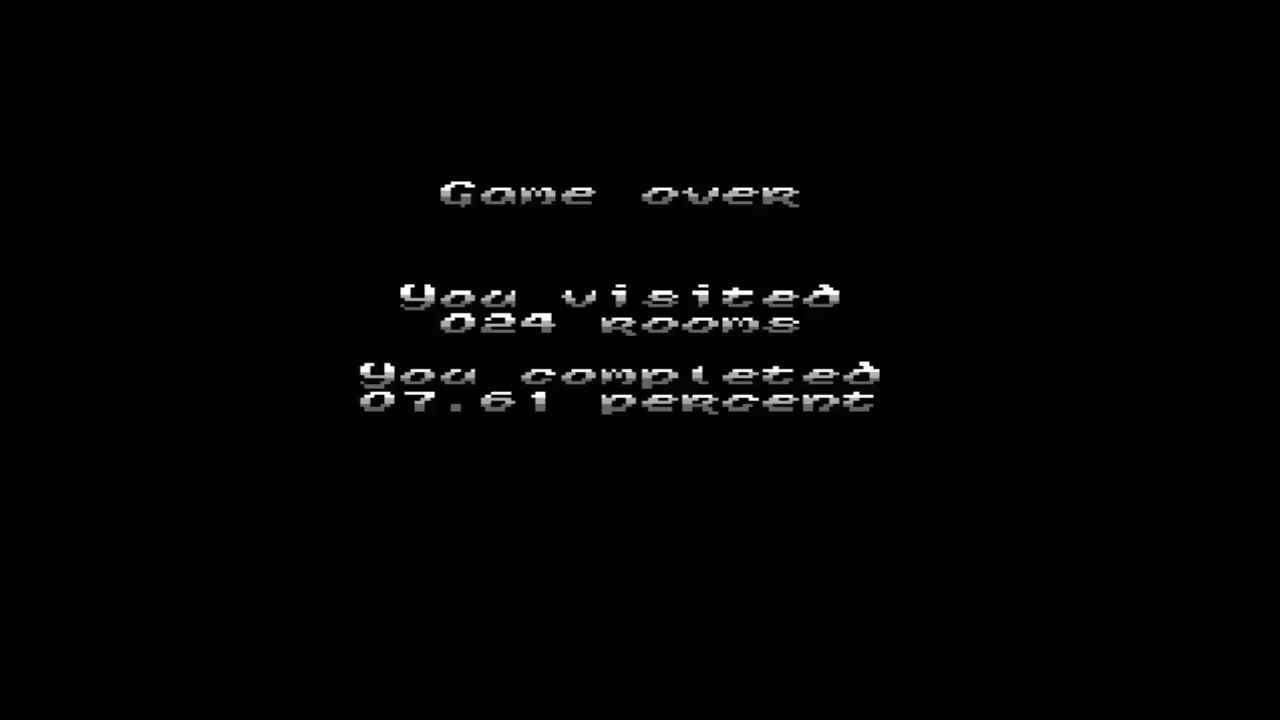 Game over
You visited
024 rooms
You completed
07.61 percent